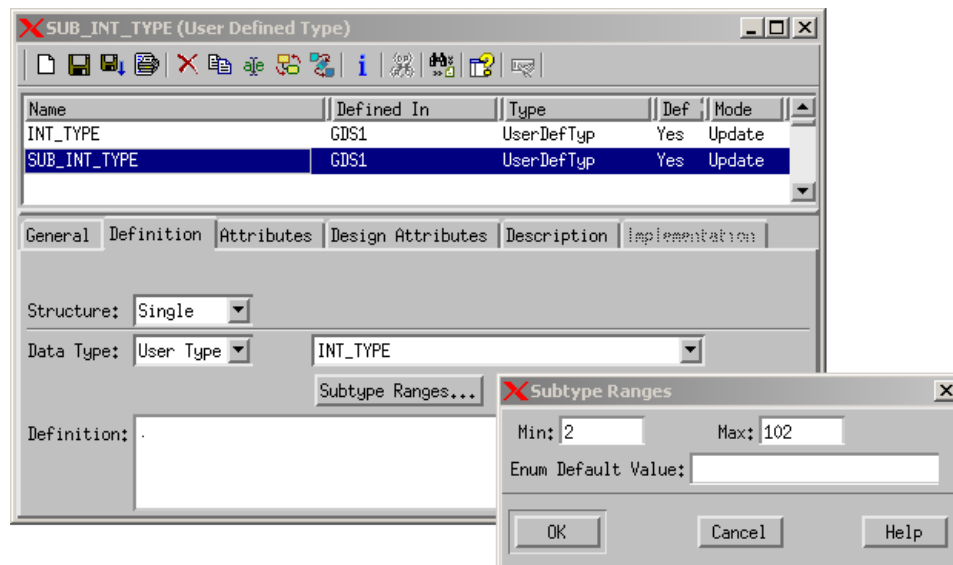 SUB_INT_TYPE (User Defined Type)
Name Defined In Type Def Mode
INT_TYPE GDS1 UserDefTyp Yes Update
SUB_INT_TYPE GDS1 UserDefTyp Yes Update
General Definition Attributes Design Attributes Description Implementation
Structure: Single
Data Type: User Type INT_TYPE
Subtype Ranges...
Definition: .
Subtype Ranges
Min: 2 Max: 102
Enum Default Value:
OK Cancel Help